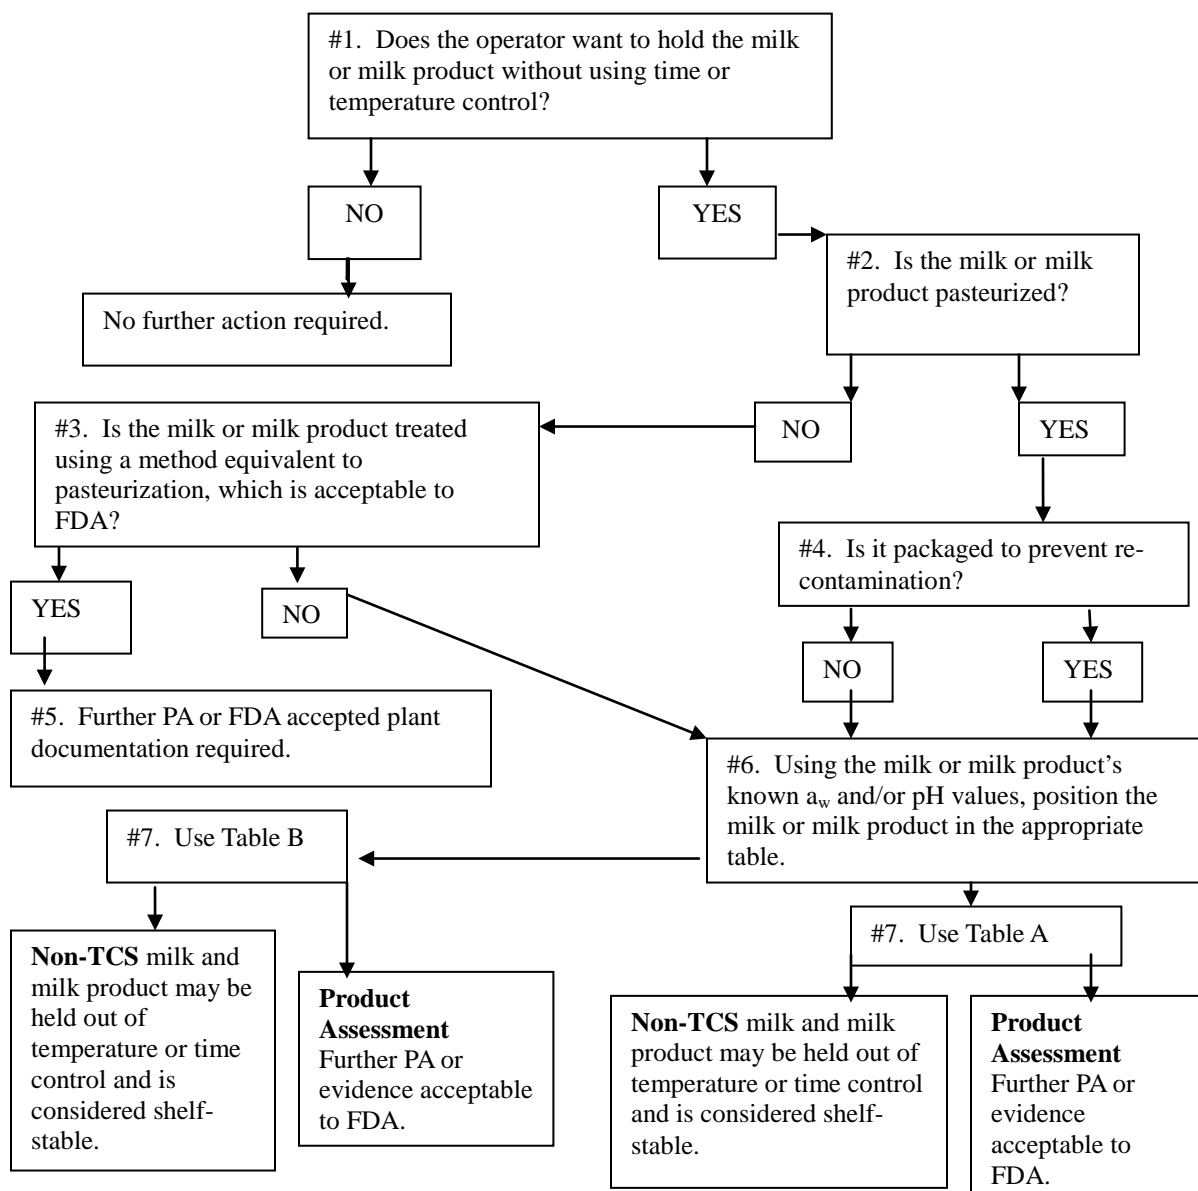 #1.  Does the operator want to hold the milk
or milk product without using time or
temperature control?
NO
YES
#2.  Is the milk or milk
product pasteurized?
No further action required.
#3.  Is the milk or milk product treated
using a method equivalent to
pasteurization, which is acceptable to
FDA?
NO
YES
#4.  Is it packaged to prevent re-
contamination?
YES
NO
NO
YES
#5.  Further PA or FDA accepted plant
documentation required.
#6.  Using the milk or milk product’s
known aw and/or pH values, position the
milk or milk product in the appropriate
table.
#7.  Use Table B
#7.  Use Table A
Non-TCS milk and
milk product may be
held out of
temperature or time
control and is
considered shelf-
stable.
Product
Assessment
Further PA or
evidence acceptable
to FDA.
Non-TCS milk and milk
product may be held out of
temperature or time control
and is considered shelf-
stable.
Product
Assessment
Further PA or
evidence
acceptable to
FDA.